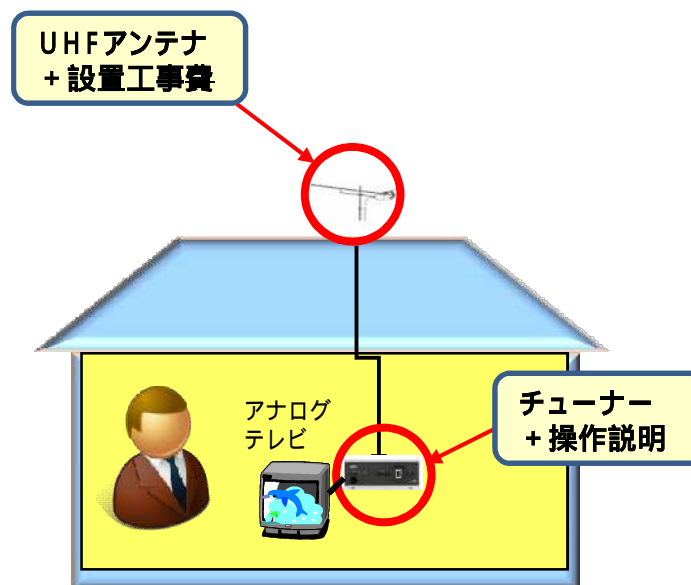 UHFアンテナ
+設置工事費
アナログ
テレビ
チューナー
+操作説明